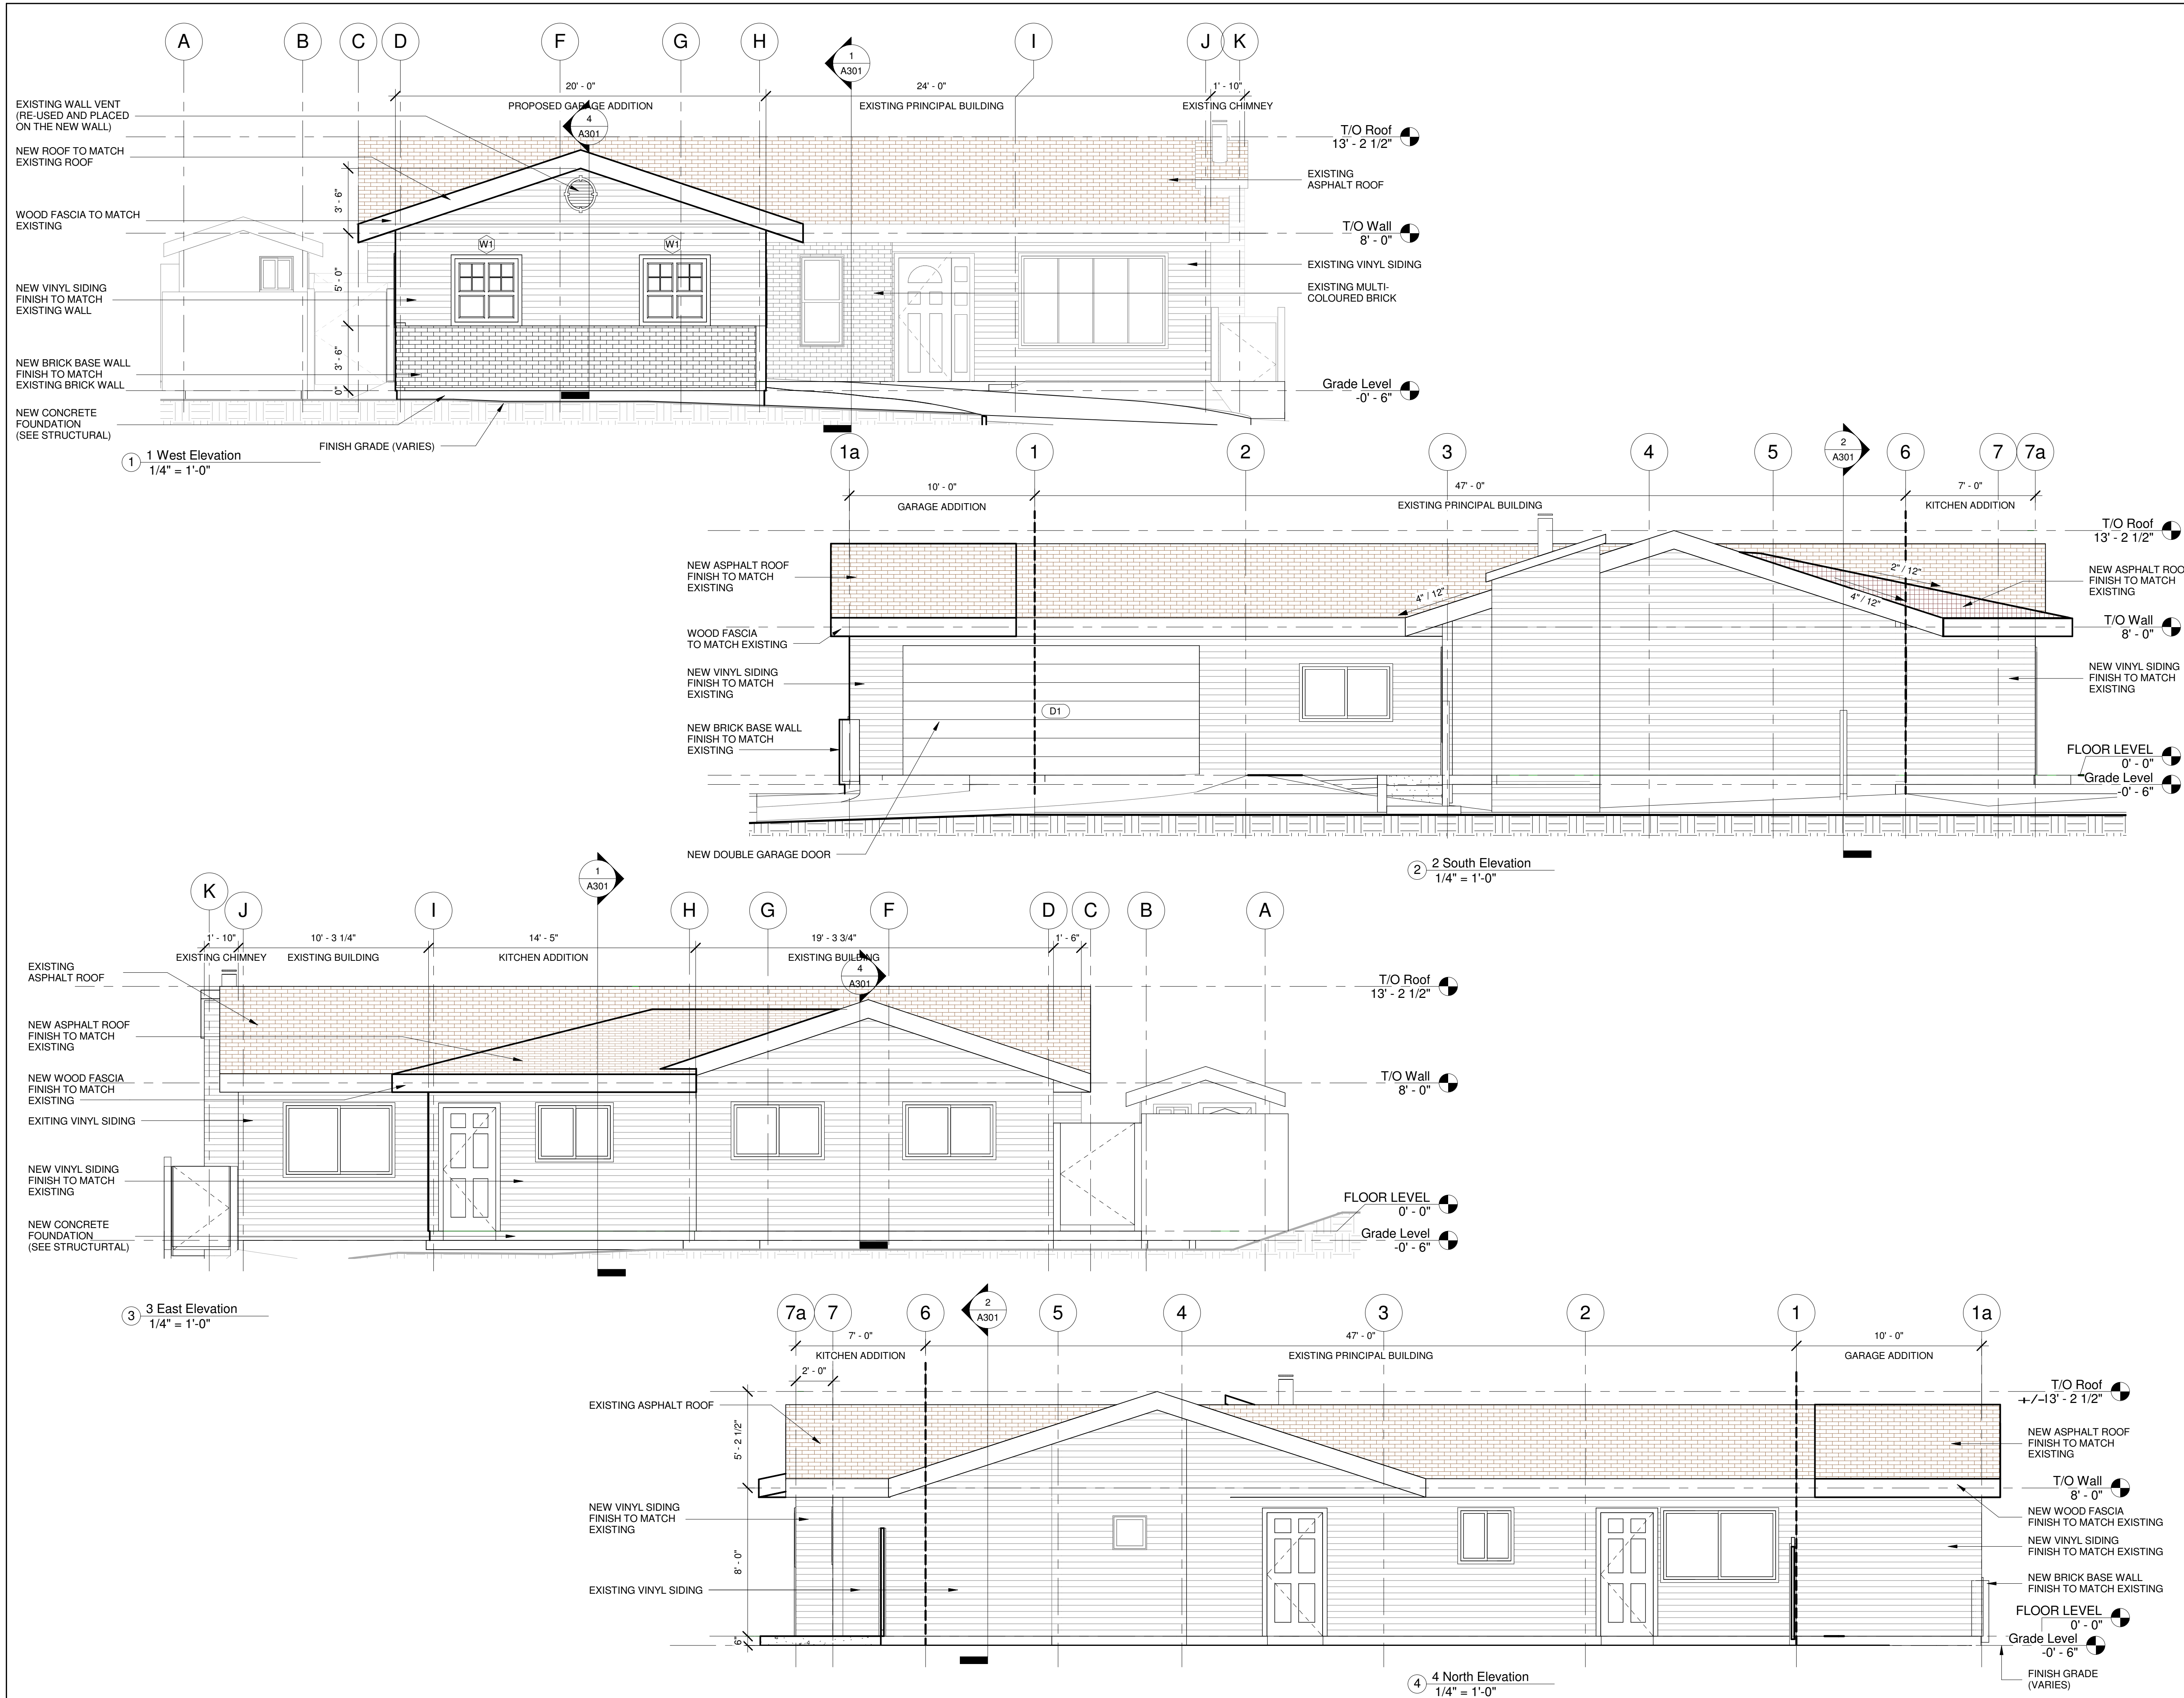 A B C D F G H I J K
1
A301
20' - 0" 24' - 0" 1' - 10"
PROPOSED GARAGE ADDITION EXISTING PRINCIPAL BUILDING EXISTING CHIMNEY
4
A301
EXISTING WALL VENT
(RE-USED AND PLACED
ON THE NEW WALL)
NEW ROOF TO MATCH
EXISTING ROOF
WOOD FASCIA TO MATCH
EXISTING
NEW VINYL SIDING
FINISH TO MATCH
EXISTING WALL
NEW BRICK BASE WALL
FINISH TO MATCH
EXISTING BRICK WALL
NEW CONCRETE
FOUNDATION
(SEE STRUCTURAL)
3' - 6"
5' - 0"
3' - 6"
0"
W1 W1
FINISH GRADE (VARIES)
T/O Roof
13' - 2 1/2"
EXISTING
ASPHALT ROOF
T/O Wall
8' - 0"
EXISTING VINYL SIDING
EXISTING MULTI-
COLOURED BRICK
Grade Level
-0' - 6"
1 1 West Elevation
1/4" = 1'-0"
1a 1 2 3 4 5 6 7 7a
2
A301
10' - 0" 47' - 0" 7' - 0"
GARAGE ADDITION EXISTING PRINCIPAL BUILDING KITCHEN ADDITION
NEW ASPHALT ROOF
FINISH TO MATCH
EXISTING
WOOD FASCIA
TO MATCH EXISTING
NEW VINYL SIDING
FINISH TO MATCH
EXISTING
NEW BRICK BASE WALL
FINISH TO MATCH
EXISTING
NEW DOUBLE GARAGE DOOR
D1
4" / 12"
2" / 12"
4" / 12"
T/O Roof
13' - 2 1/2"
NEW ASPHALT ROO
FINISH TO MATCH
EXISTING
T/O Wall
8' - 0"
NEW VINYL SIDING
FINISH TO MATCH
EXISTING
FLOOR LEVEL
0' - 0"
Grade Level
-0' - 6"
2 2 South Elevation
1/4" = 1'-0"
K J I H G F D C B A
1
A301
1' - 10" 10' - 3 1/4" 14' - 5" 19' - 3 3/4" 1' - 6"
EXISTING CHIMNEY EXISTING BUILDING KITCHEN ADDITION EXISTING BUILDING
4
A301
EXISTING
ASPHALT ROOF
NEW ASPHALT ROOF
FINISH TO MATCH
EXISTING
NEW WOOD FASCIA
FINISH TO MATCH
EXISTING
EXITING VINYL SIDING
NEW VINYL SIDING
FINISH TO MATCH
EXISTING
NEW CONCRETE
FOUNDATION
(SEE STRUCTURTAL)
T/O Roof
13' - 2 1/2"
T/O Wall
8' - 0"
FLOOR LEVEL
0' - 0"
Grade Level
-0' - 6"
3 3 East Elevation
1/4" = 1'-0"
7a 7 6 5 4 3 2 1 1a
2
A301
7' - 0" 47' - 0" 10' - 0"
KITCHEN ADDITION EXISTING PRINCIPAL BUILDING GARAGE ADDITION
2' - 0"
EXISTING ASPHALT ROOF
NEW VINYL SIDING
FINISH TO MATCH
EXISTING
EXISTING VINYL SIDING
5' - 2 1/2"
8' - 0"
6"
T/O Roof
+/-13' - 2 1/2"
NEW ASPHALT ROOF
FINISH TO MATCH
EXISTING
T/O Wall
8' - 0"
NEW WOOD FASCIA
FINISH TO MATCH EXISTING
NEW VINYL SIDING
FINISH TO MATCH EXISTING
NEW BRICK BASE WALL
FINISH TO MATCH EXISTING
FLOOR LEVEL
0' - 0"
Grade Level
-0' - 6"
FINISH GRADE
(VARIES)
4 4 North Elevation
1/4" = 1'-0"